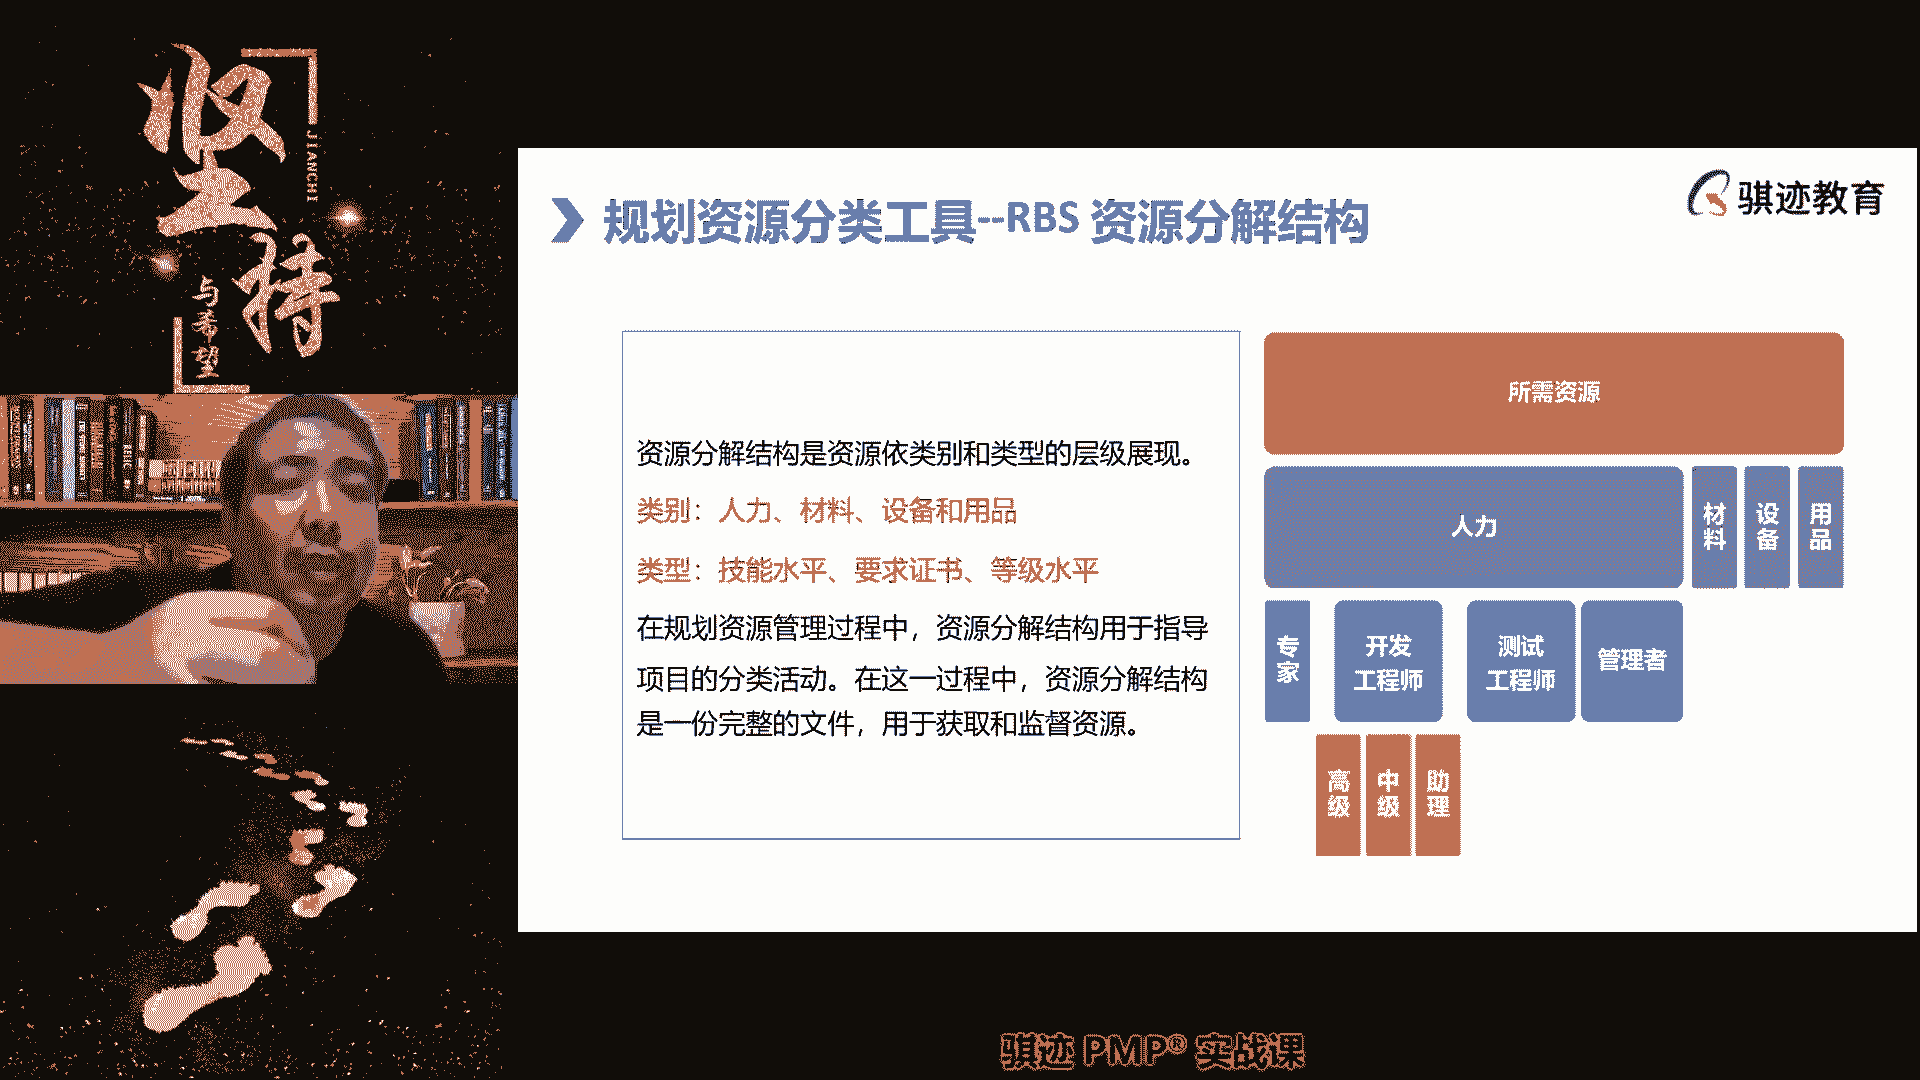 坚持
JIANCHI
与希望
规划资源分类工具--RBS 资源分解结构
骐迹教育
资源分解结构是资源依类别和类型的层级展现。
类别：人力、材料、设备和用品
类型：技能水平、要求证书、等级水平
在规划资源管理过程中，资源分解结构用于指导
项目的分类活动。在这一过程中，资源分解结构
是一份完整的文件，用于获取和监督资源。
所需资源
人力
材料
设备
用品
专家
开发
工程师
测试
工程师
管理者
高级
中级
助理
骐迹 PMP® 实战课